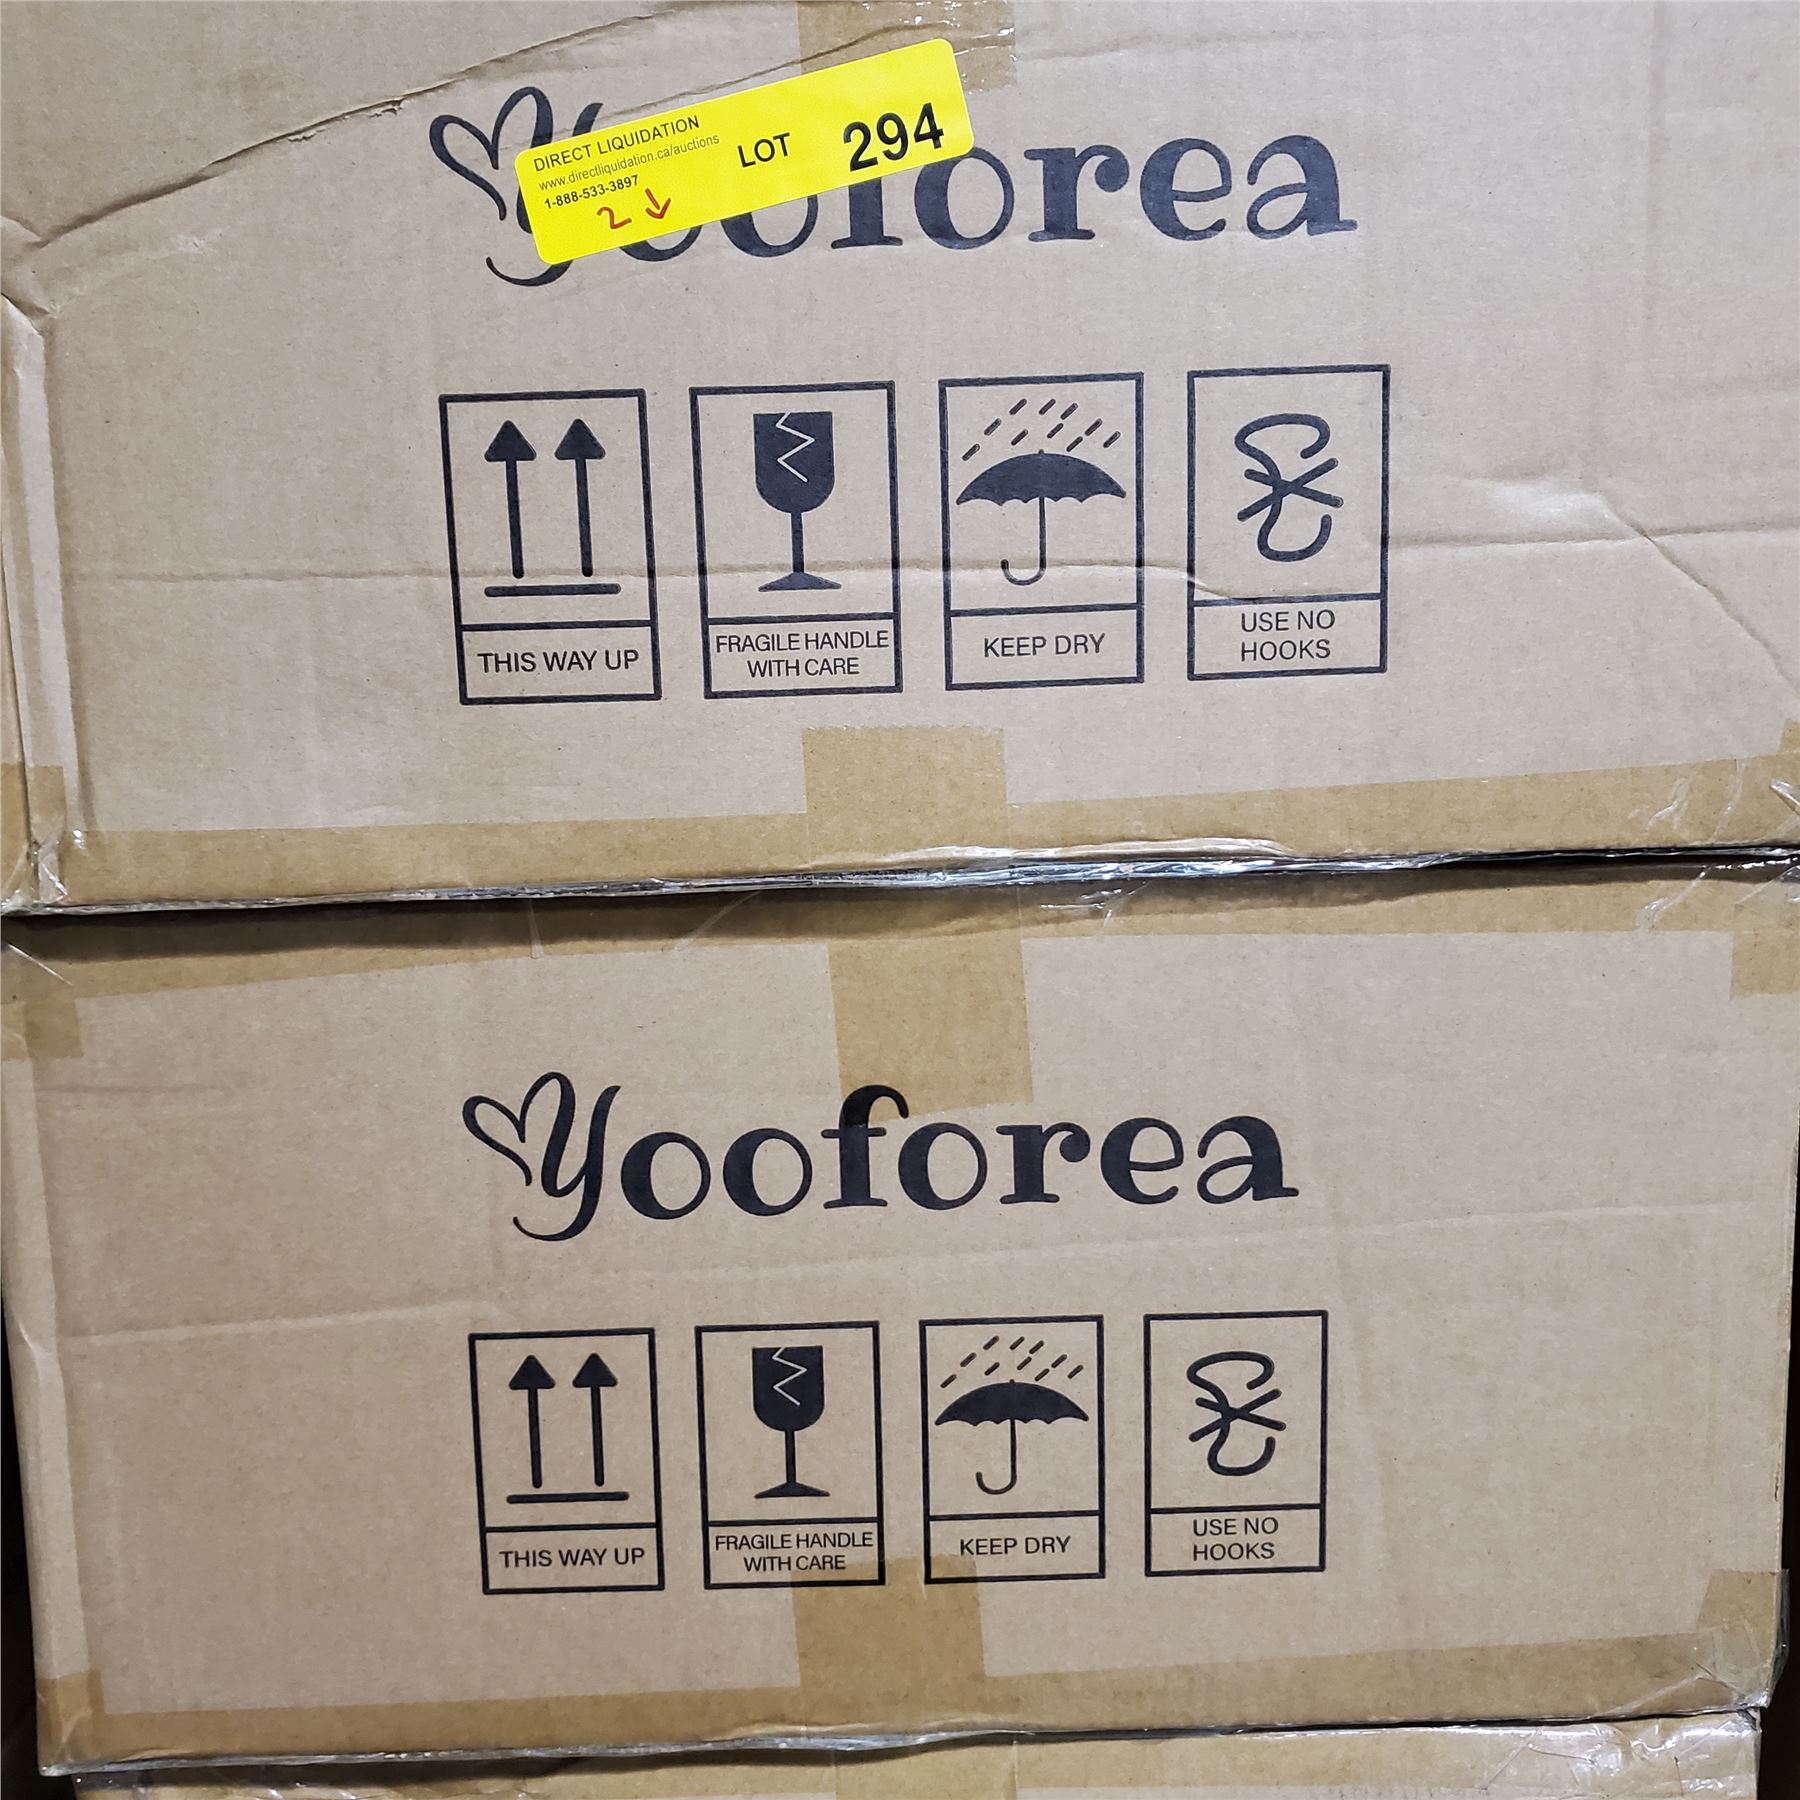 DIRECT LIQUIDATION
www.directliquidation.ca/auctions
1-888-533-3897
2 ↓
LOT 294
Yooforea
THIS WAY UP
FRAGILE HANDLE
WITH CARE
KEEP DRY
USE NO
HOOKS
Yooforea
THIS WAY UP
FRAGILE HANDLE
WITH CARE
KEEP DRY
USE NO
HOOKS